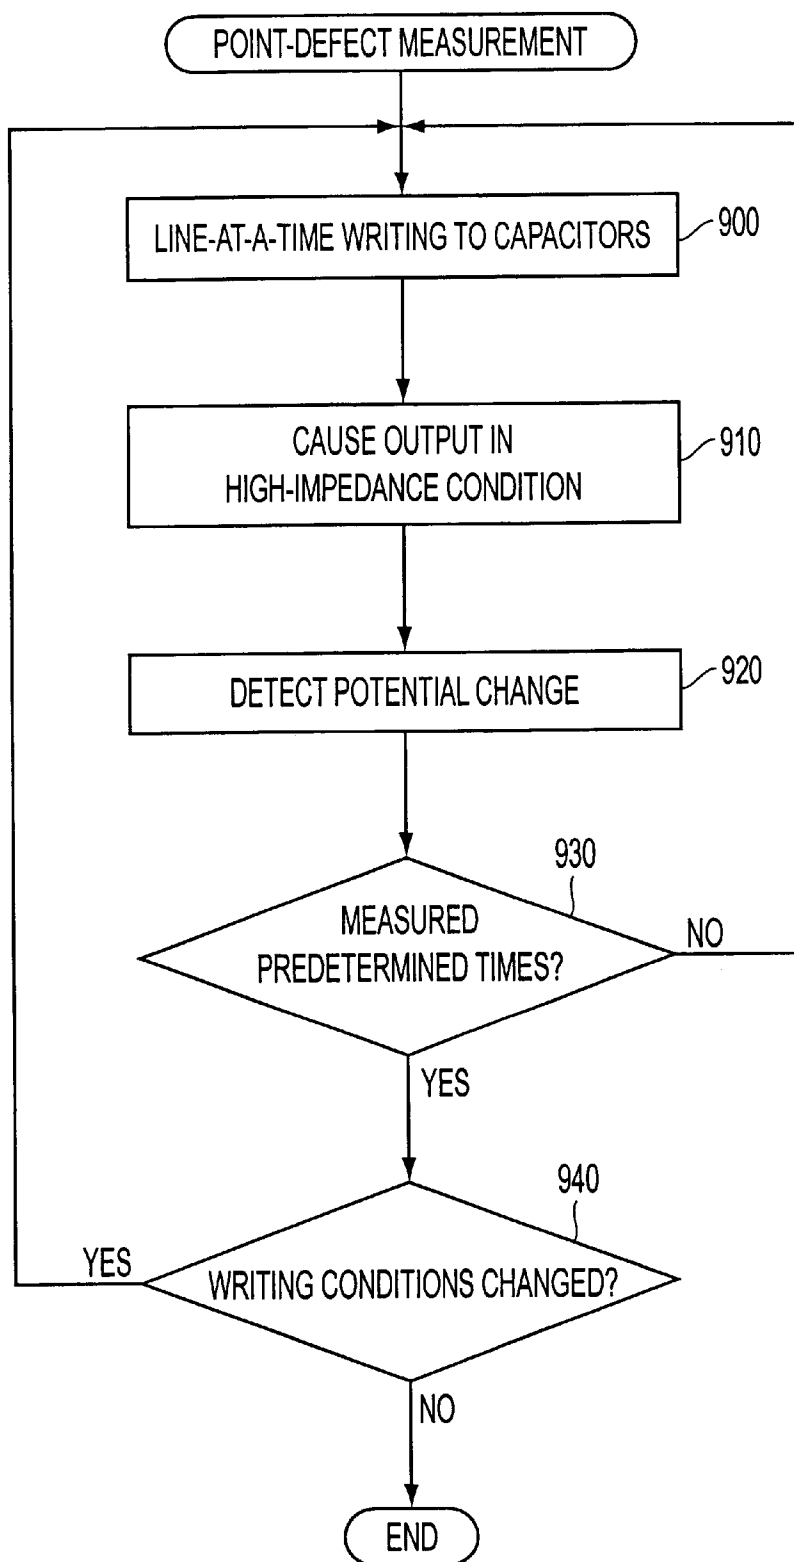 POINT-DEFECT MEASUREMENT
LINE-AT-A-TIME WRITING TO CAPACITORS
900
CAUSE OUTPUT IN
HIGH-IMPEDANCE CONDITION
910
DETECT POTENTIAL CHANGE
920
930
MEASURED
PREDETERMINED TIMES?
NO
YES
940
YES
WRITING CONDITIONS CHANGED?
NO
END